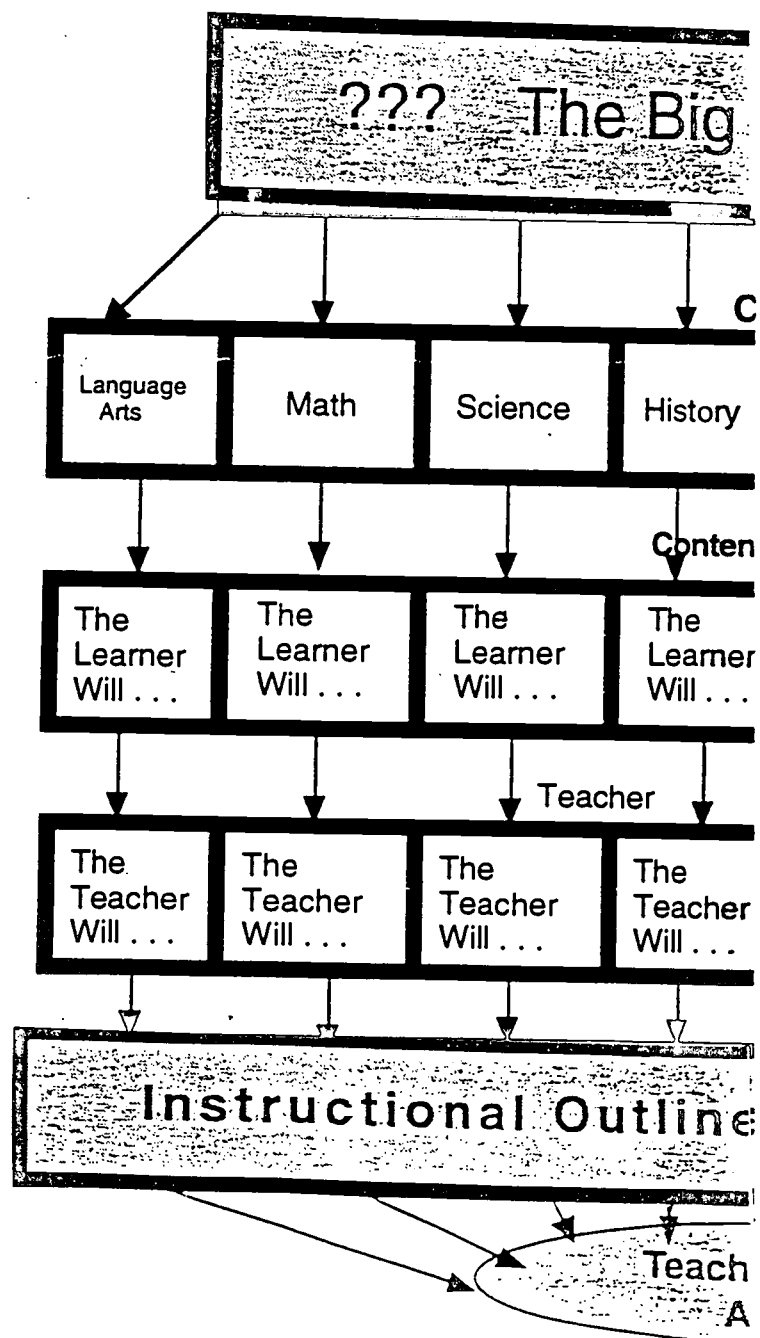 ??? The Big
C
Language
Arts
Math
Science
History
Conten
The
Learner
Will . . .
The
Learner
Will . . .
The
Learner
Will . . .
The
Learner
Will . . .
Teacher
The
Teacher
Will . . .
The
Teacher
Will . . .
The
Teacher
Will . . .
The
Teacher
Will . . .
Instructional Outline
Teach
A